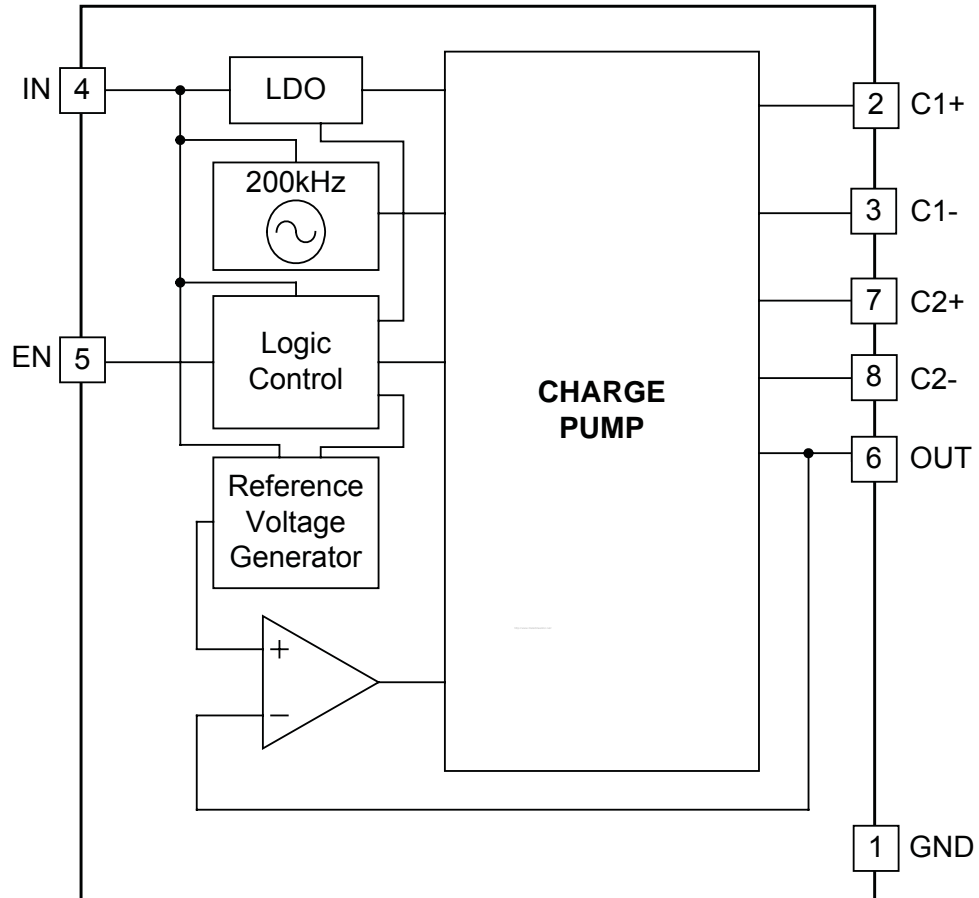 IN 4 LDO 2 C1+
200kHz
3 C1-
7 C2+
EN 5 Logic
Control
8 C2-
CHARGE
PUMP
6 OUT
Reference
Voltage
Generator
+
−
1 GND